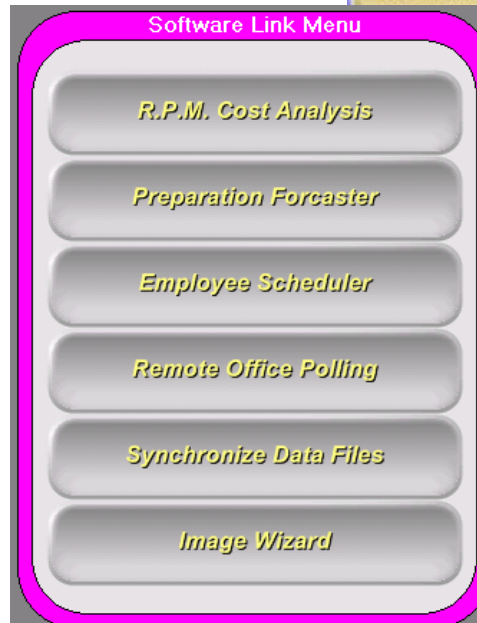 Software Link Menu
R.P.M. Cost Analysis
Preparation Forcaster
Employee Scheduler
Remote Office Polling
Synchronize Data Files
Image Wizard